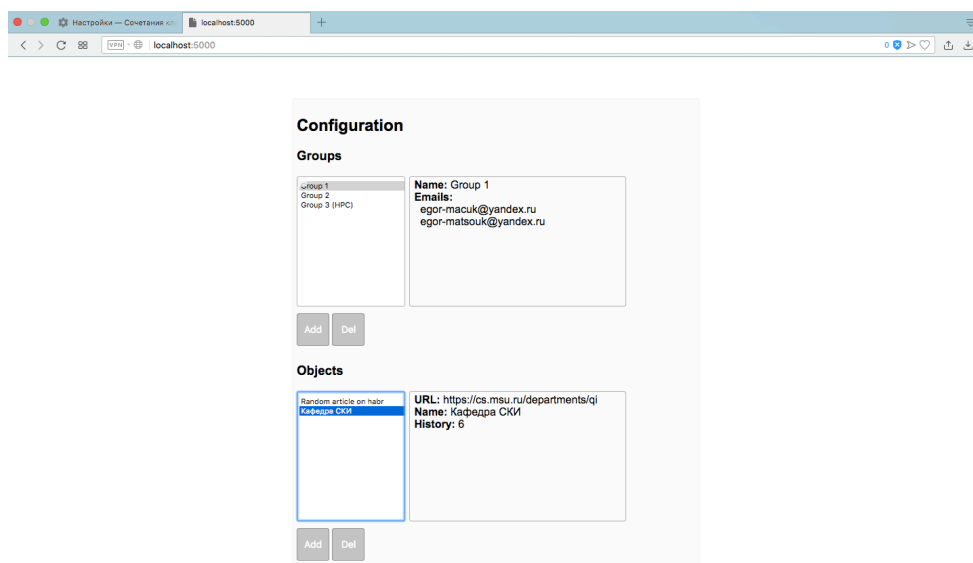 Настройки — Сочетания кл
localhost:5000
VPN
localhost:5000
0
Configuration
Groups
Group 1
Group 2
Group 3 (HPC)
Name: Group 1
Emails:
egor-macuk@yandex.ru
egor-matsouk@yandex.ru
Add Del
Objects
Random article on habr
Кафедра СКИ
URL: https://cs.msu.ru/departments/qi
Name: Кафедра СКИ
History: 6
Add Del